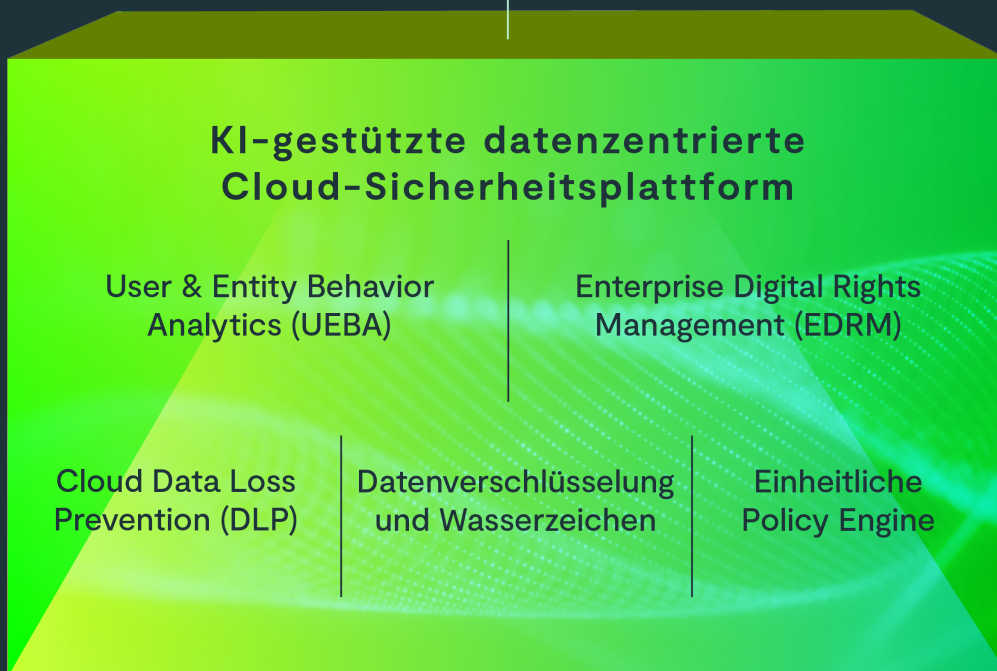 KI-gestützte datenzentrierte
Cloud-Sicherheitsplattform
User & Entity Behavior
Analytics (UEBA)
Enterprise Digital Rights
Management (EDRM)
Cloud Data Loss
Prevention (DLP)
Datenverschlüsselung
und Wasserzeichen
Einheitliche
Policy Engine